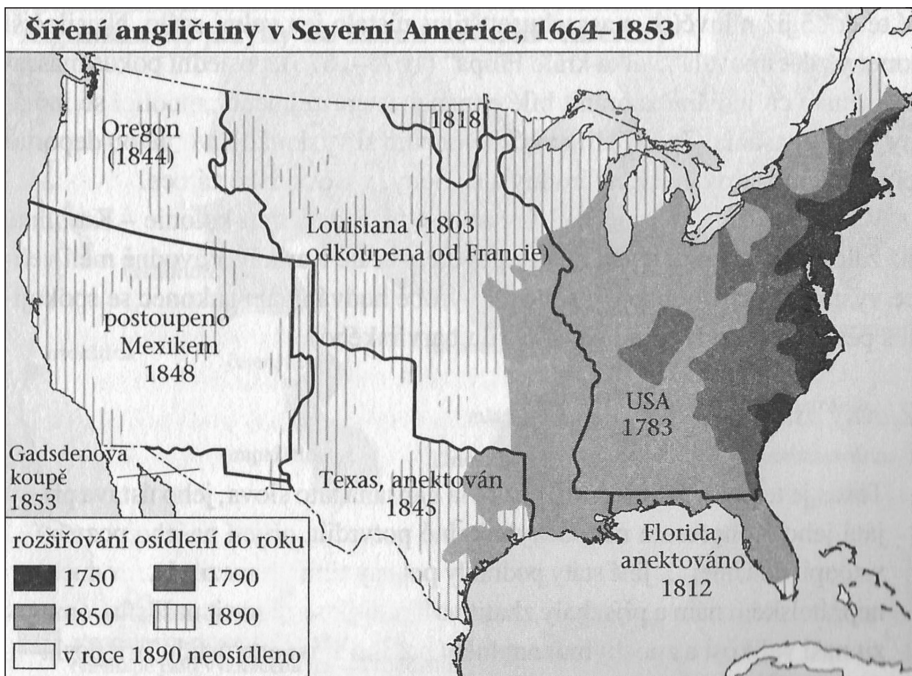 Šíření angličtiny v Severní Americe, 1664–1853
Oregon
(1844)
1818
Louisiana (1803
odkoupena od Francie)
postoupeno
Mexikem
1848
USA
1783
Gadsdenova
koupě
1853
Texas, anektován
1845
Florida,
anektováno
1812
rozšiřování osídlení do roku
1750
1790
1850
1890
v roce 1890 neosídleno